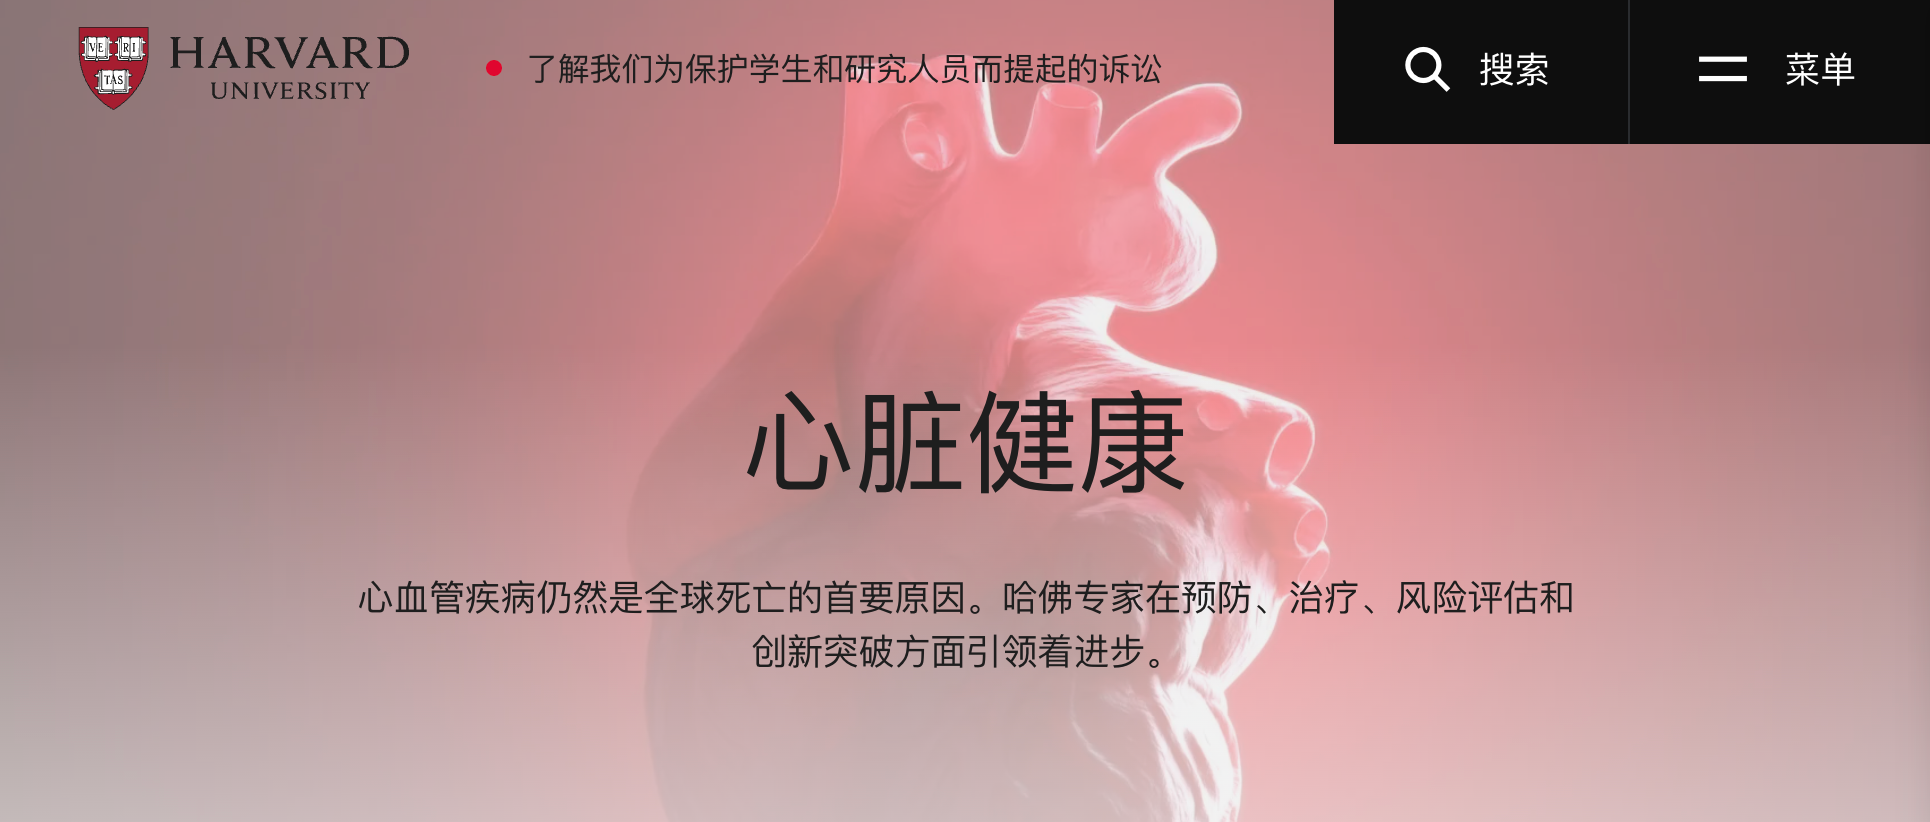 VE RI TAS
HARVARD
UNIVERSITY
了解我们为保护学生和研究人员而提起的诉讼
搜索
菜单
心脏健康
心血管疾病仍然是全球死亡的首要原因。哈佛专家在预防、治疗、风险评估和
创新突破方面引领着进步。